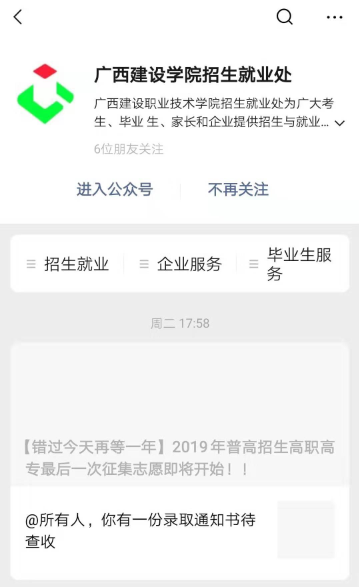 广西建设学院招生就业处
广西建设职业技术学院招生就业处为广大考
生、毕业 生、家长和企业提供招生与就业...
6位朋友关注
进入公众号 不再关注
招生就业 企业服务 毕业生服
务
周二 17:58
【错过今天再等一年】2019年普高招生高职高
专最后一次征集志愿即将开始！！
@所有人，你有一份录取通知书待
查收